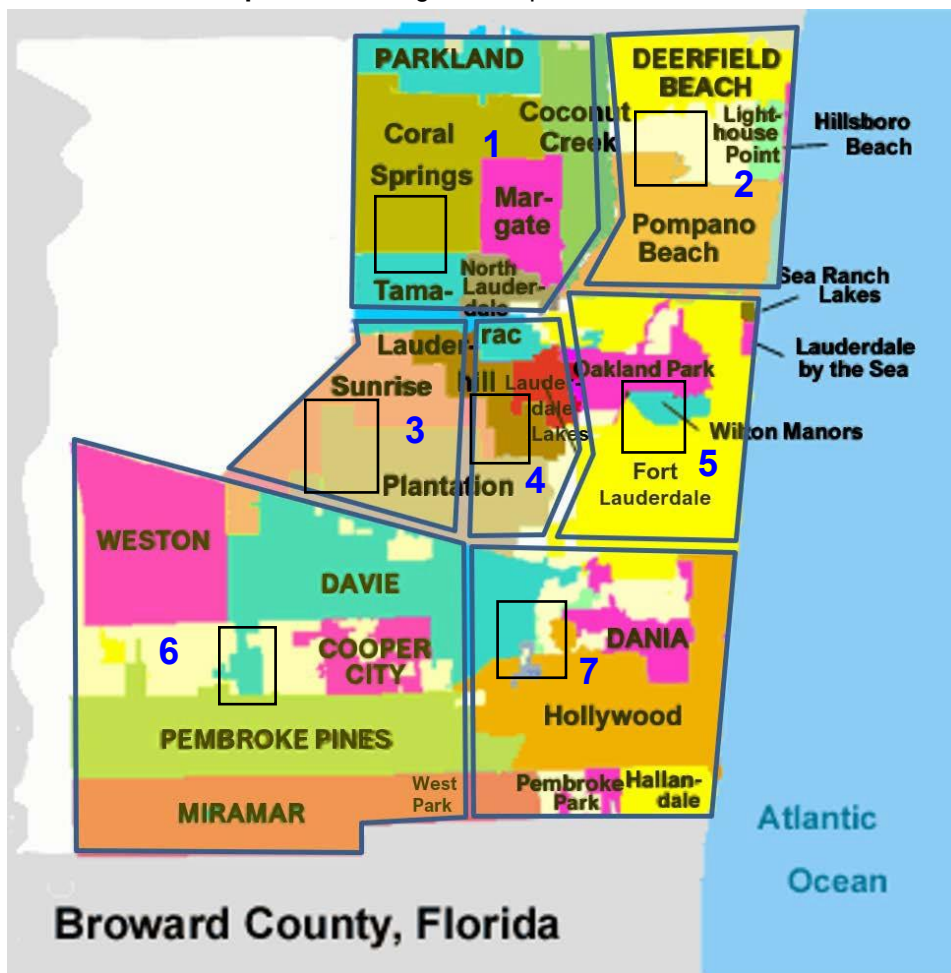 PARKLAND
DEERFIELD
BEACH
Coconut
Creek
Light-
house
Point
Hillsboro
Beach
Coral
Springs
1
2
Mar-
gate
Pompano
Beach
North
Lauder-
dale
Tama-
Sea Ranch
Lakes
rac
Lauder-
hill
Sunrise
Lauder-
dale
Lakes
Oakland Park
Lauderdale
by the Sea
3
4
5
Wilton Manors
Plantation
Fort
Lauderdale
WESTON
DAVIE
6
COOPER
CITY
DANIA
7
Hollywood
PEMBROKE PINES
West
Park
Pembroke
Park
Hallan-
dale
MIRAMAR
Atlantic
Ocean
Broward County, Florida